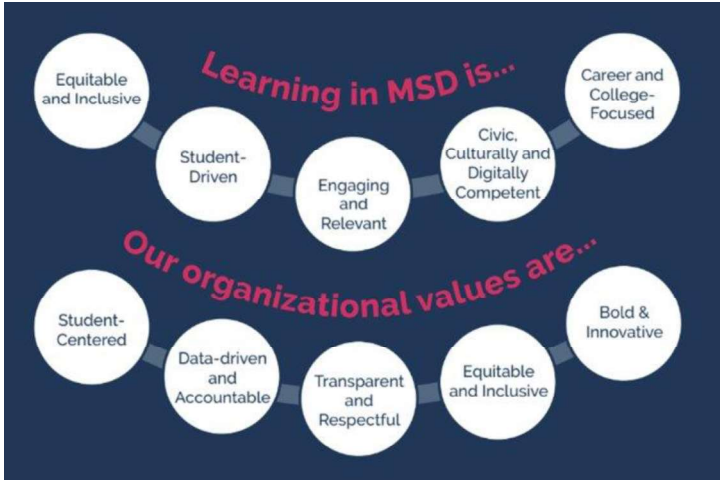 Learning in MSD is...
Equitable
and Inclusive
Student-
Driven
Engaging
and
Relevant
Civic,
Culturally and
Digitally
Competent
Career and
College-
Focused
Our organizational values are...
Student-
Centered
Data-driven
and
Accountable
Transparent
and
Respectful
Equitable
and Inclusive
Bold &
Innovative